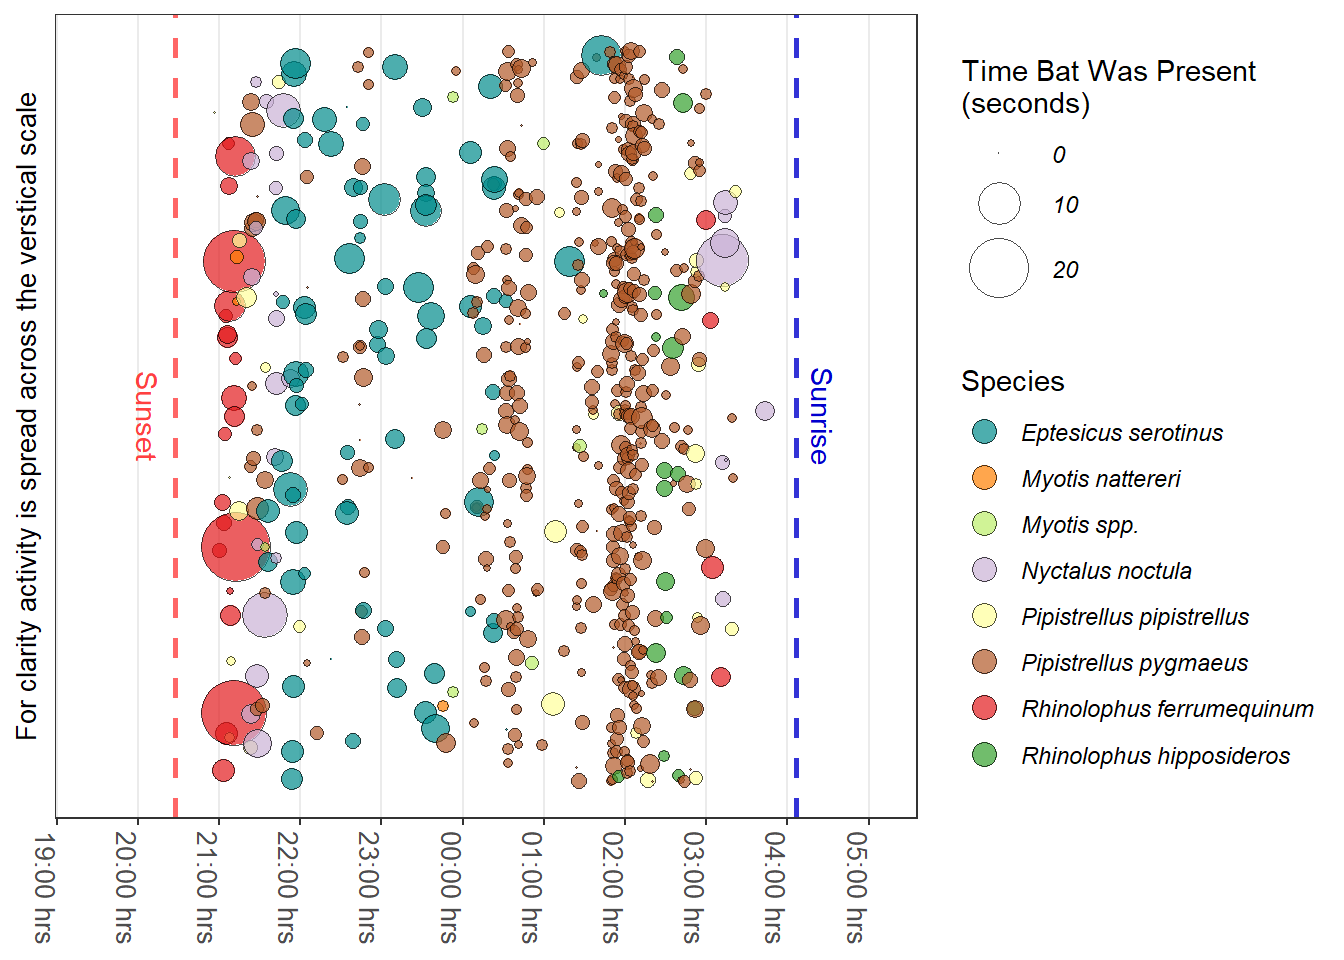 For clarity activity is spread across the verstical scale
Sunset
Sunrise
19:00 hrs
20:00 hrs
21:00 hrs
22:00 hrs
23:00 hrs
00:00 hrs
01:00 hrs
02:00 hrs
03:00 hrs
04:00 hrs
05:00 hrs
Time Bat Was Present
(seconds)
0
10
20
Species
Eptesicus serotinus
Myotis nattereri
Myotis spp.
Nyctalus noctula
Pipistrellus pipistrellus
Pipistrellus pygmaeus
Rhinolophus ferrumequinum
Rhinolophus hipposideros